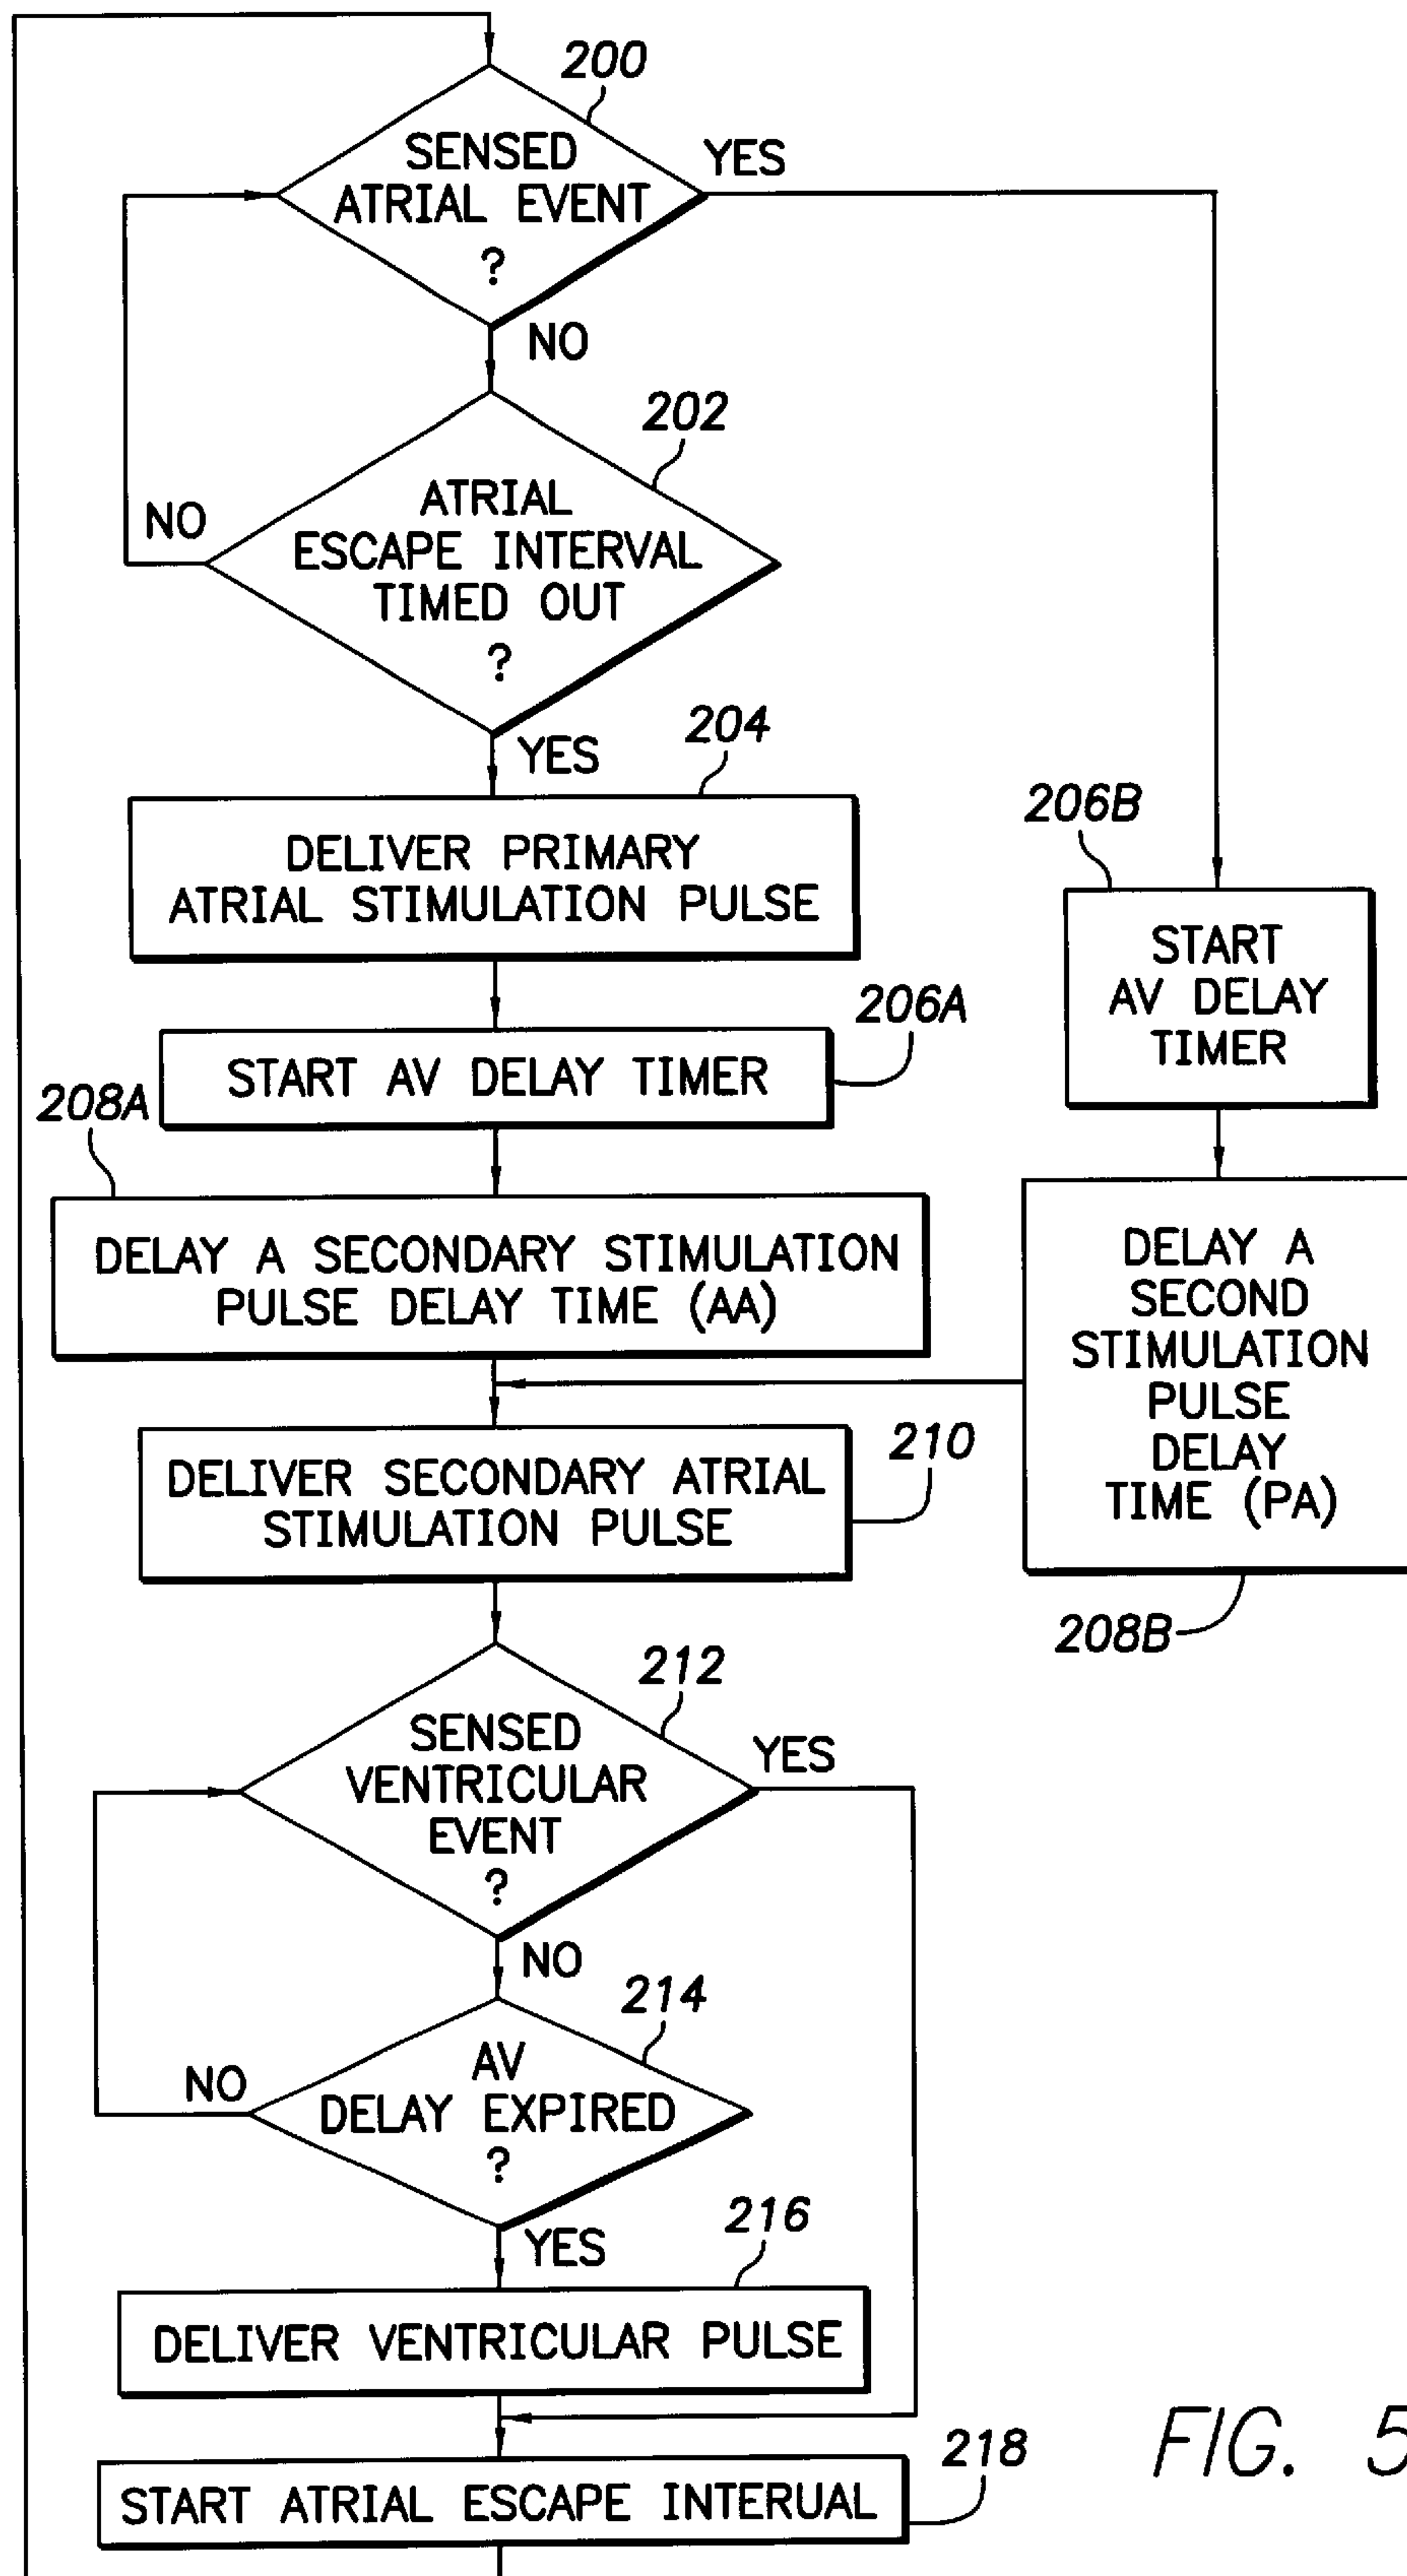 200
SENSED
ATRIAL EVENT
?
YES
NO
202
ATRIAL
ESCAPE INTERVAL
TIMED OUT
?
NO
YES
204
DELIVER PRIMARY
ATRIAL STIMULATION PULSE
206B
START
AV DELAY
TIMER
206A
START AV DELAY TIMER
208A
DELAY A SECONDARY STIMULATION
PULSE DELAY TIME (AA)
DELAY A
SECOND
STIMULATION
PULSE
DELAY
TIME (PA)
208B
210
DELIVER SECONDARY ATRIAL
STIMULATION PULSE
212
SENSED
VENTRICULAR
EVENT
?
YES
NO
214
AV
DELAY EXPIRED
?
NO
YES
216
DELIVER VENTRICULAR PULSE
218
START ATRIAL ESCAPE INTERUAL
FIG. 5